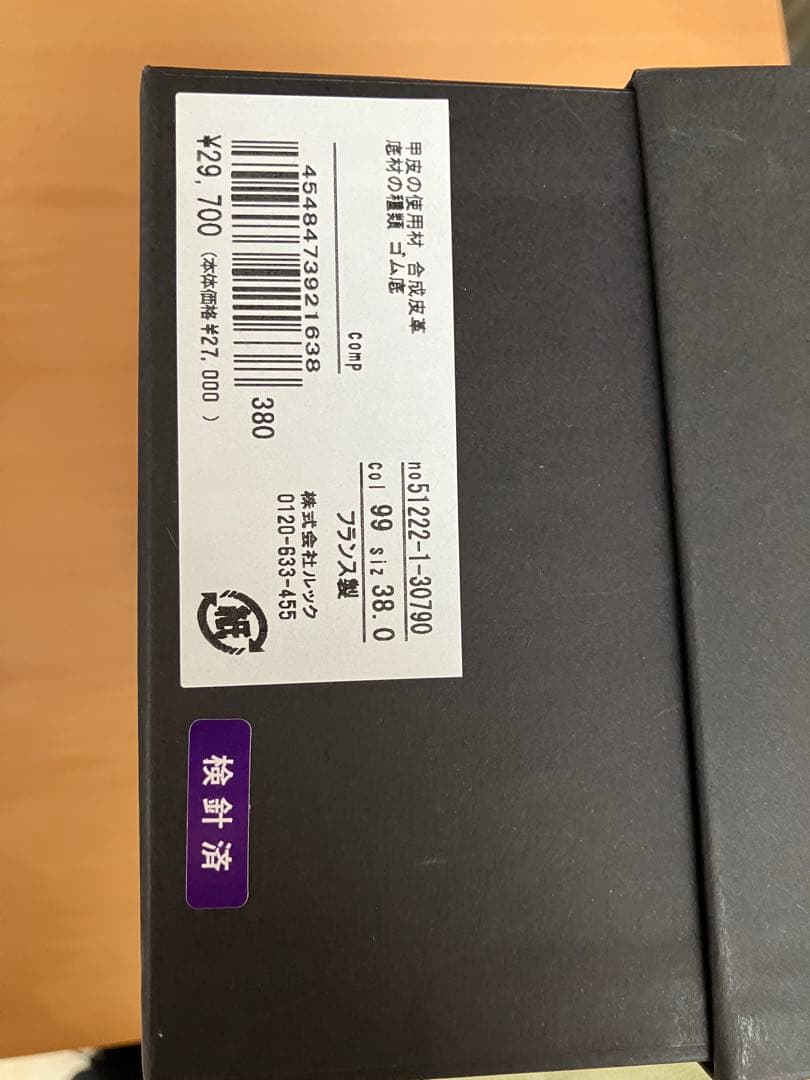 甲皮の使用材 合成皮革
底材の種類 ゴム底
comp
4548473921638
380
¥29,700 (本体価格¥27,000 )
no51222-1-30790
col 99 siz 38.0
フランス製
株式会社ルック
0120-633-455
紙
検針済